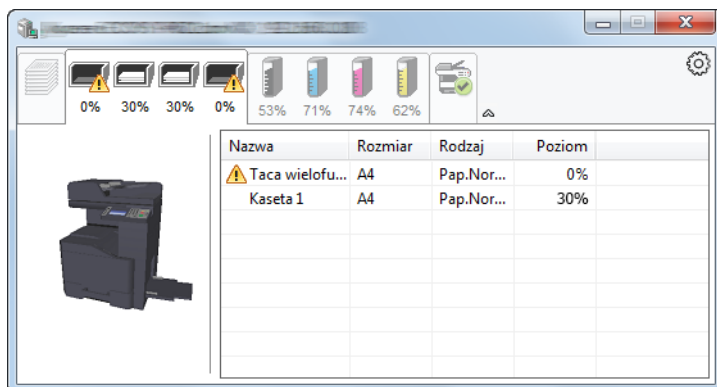 0% 30% 30% 0% 53% 71% 74% 62%
Nazwa Rozmiar Rodzaj Poziom
Taca wielofu... A4 Pap.Nor... 0%
Kaseta 1 A4 Pap.Nor... 30%